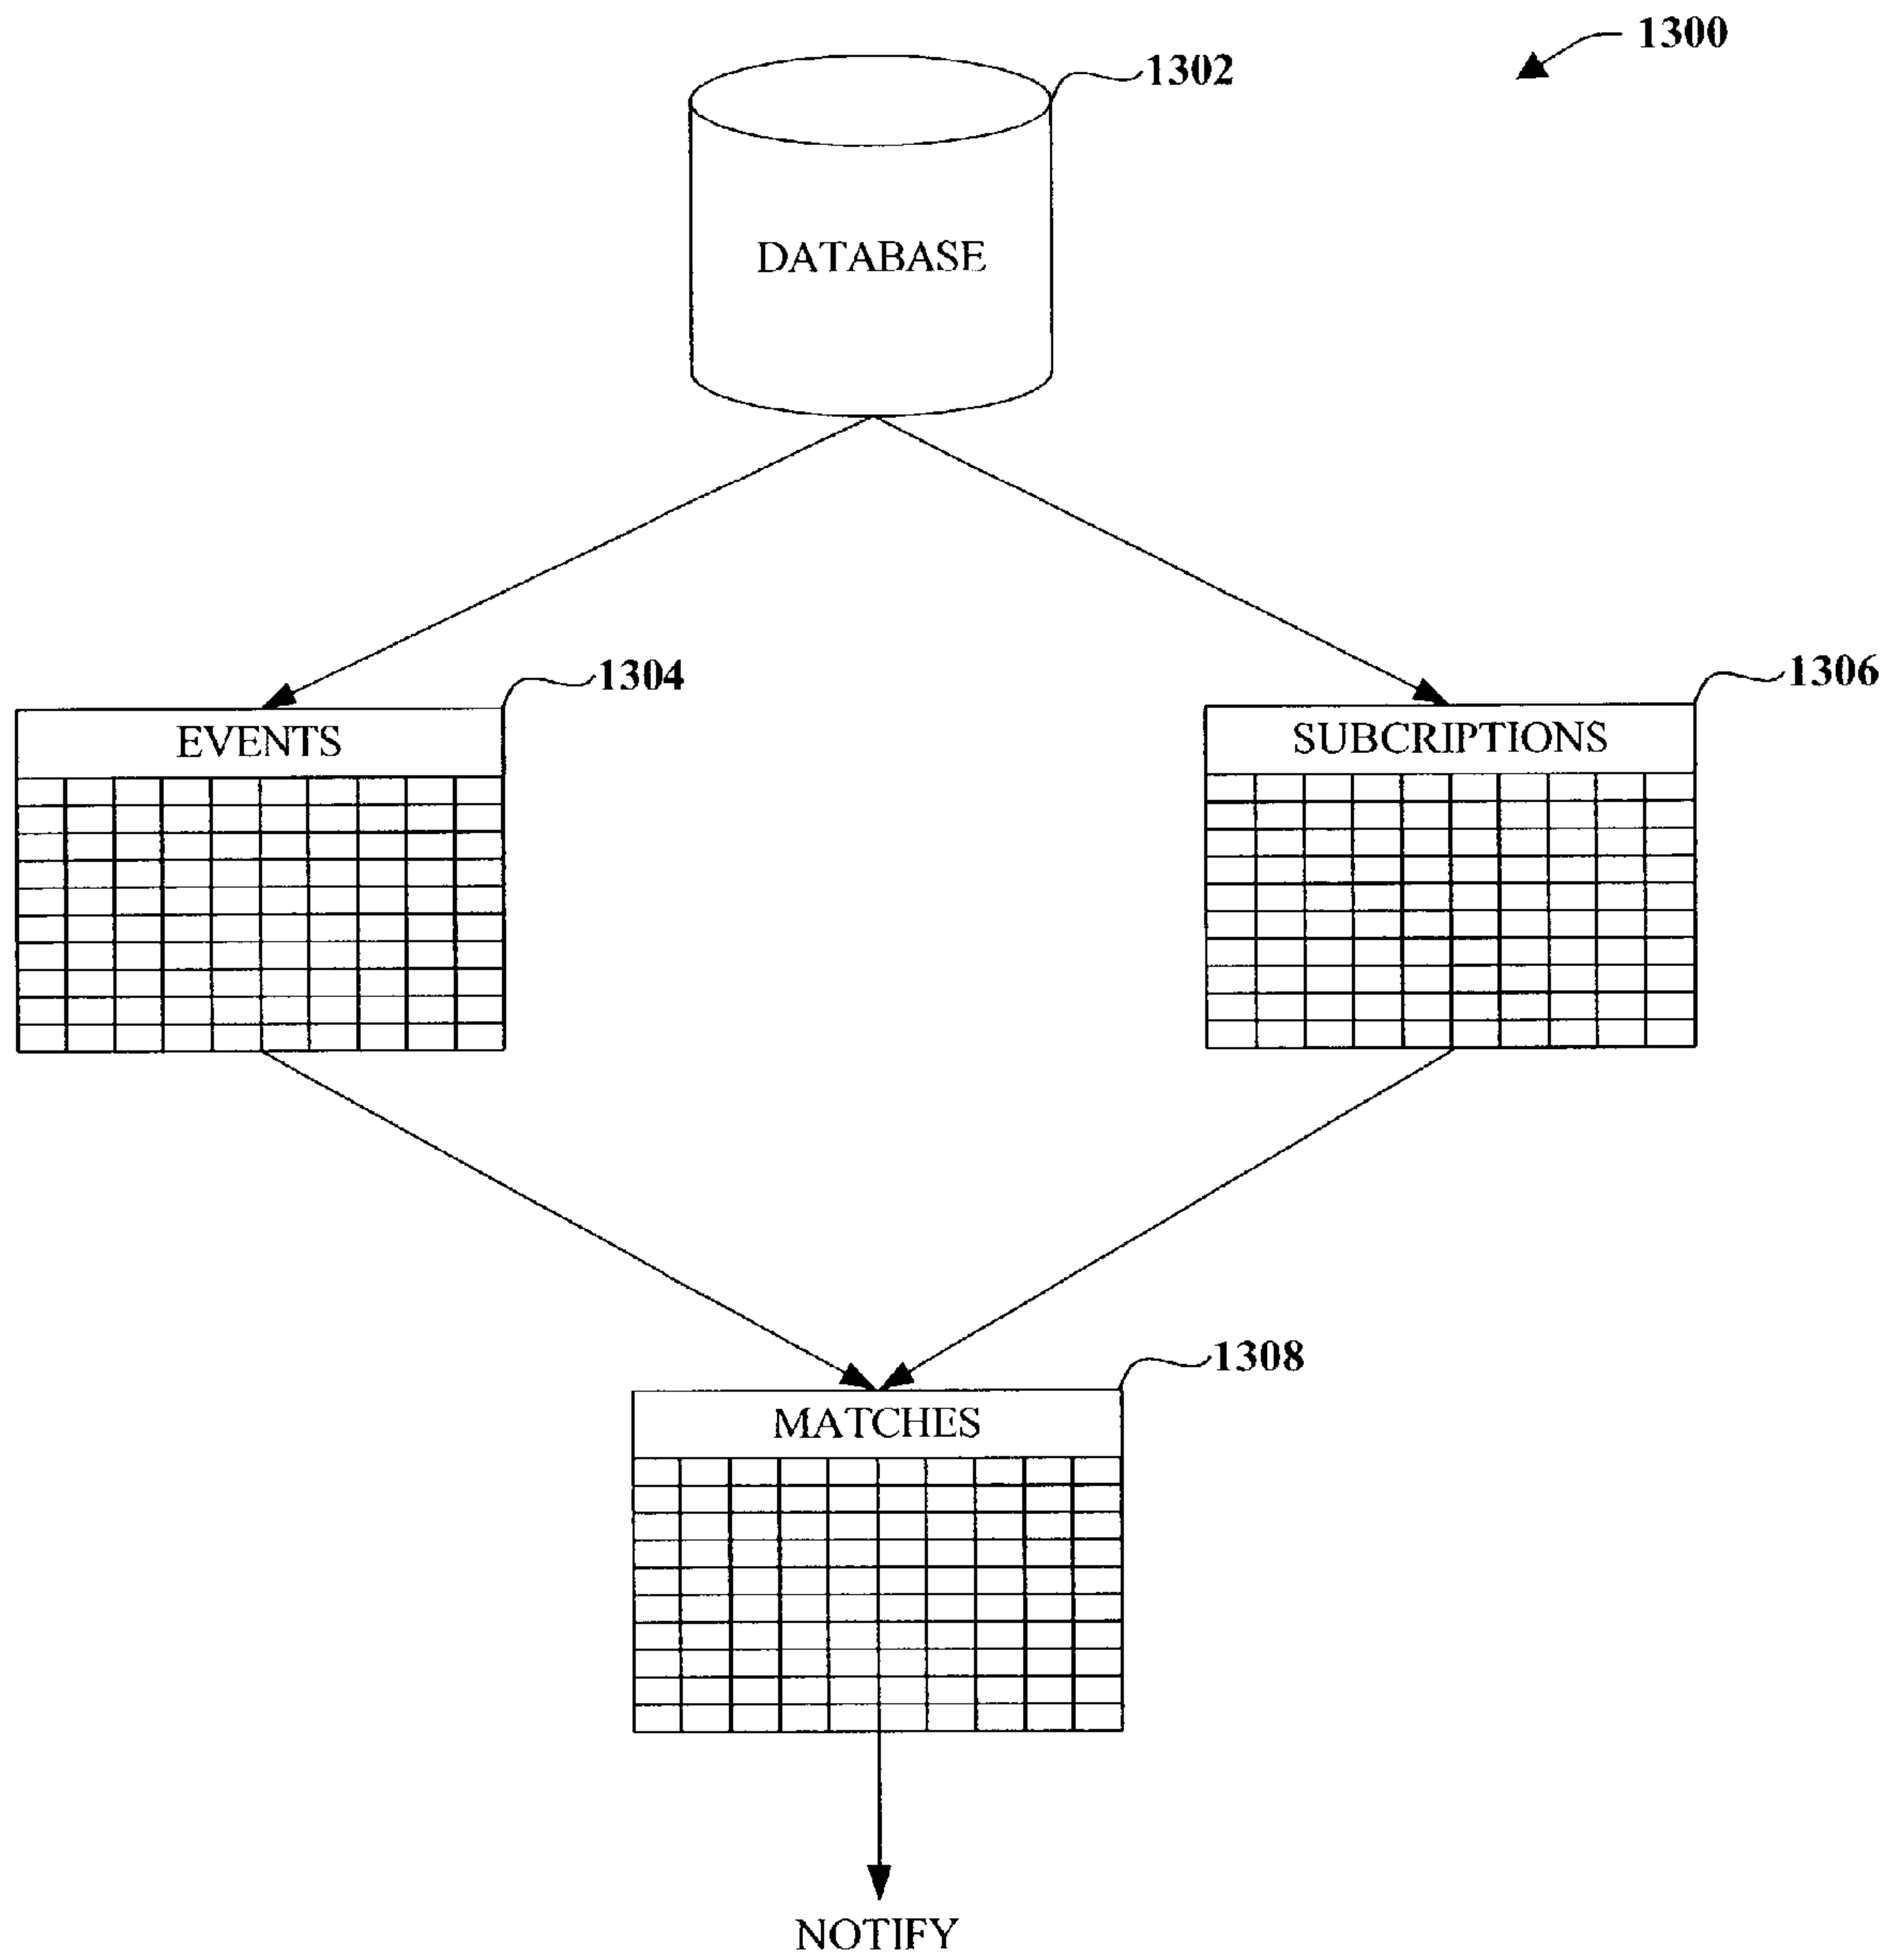 1300
1302
DATABASE
1304
1306
EVENTS
SUBCRIPTIONS
1308
MATCHES
NOTIFY